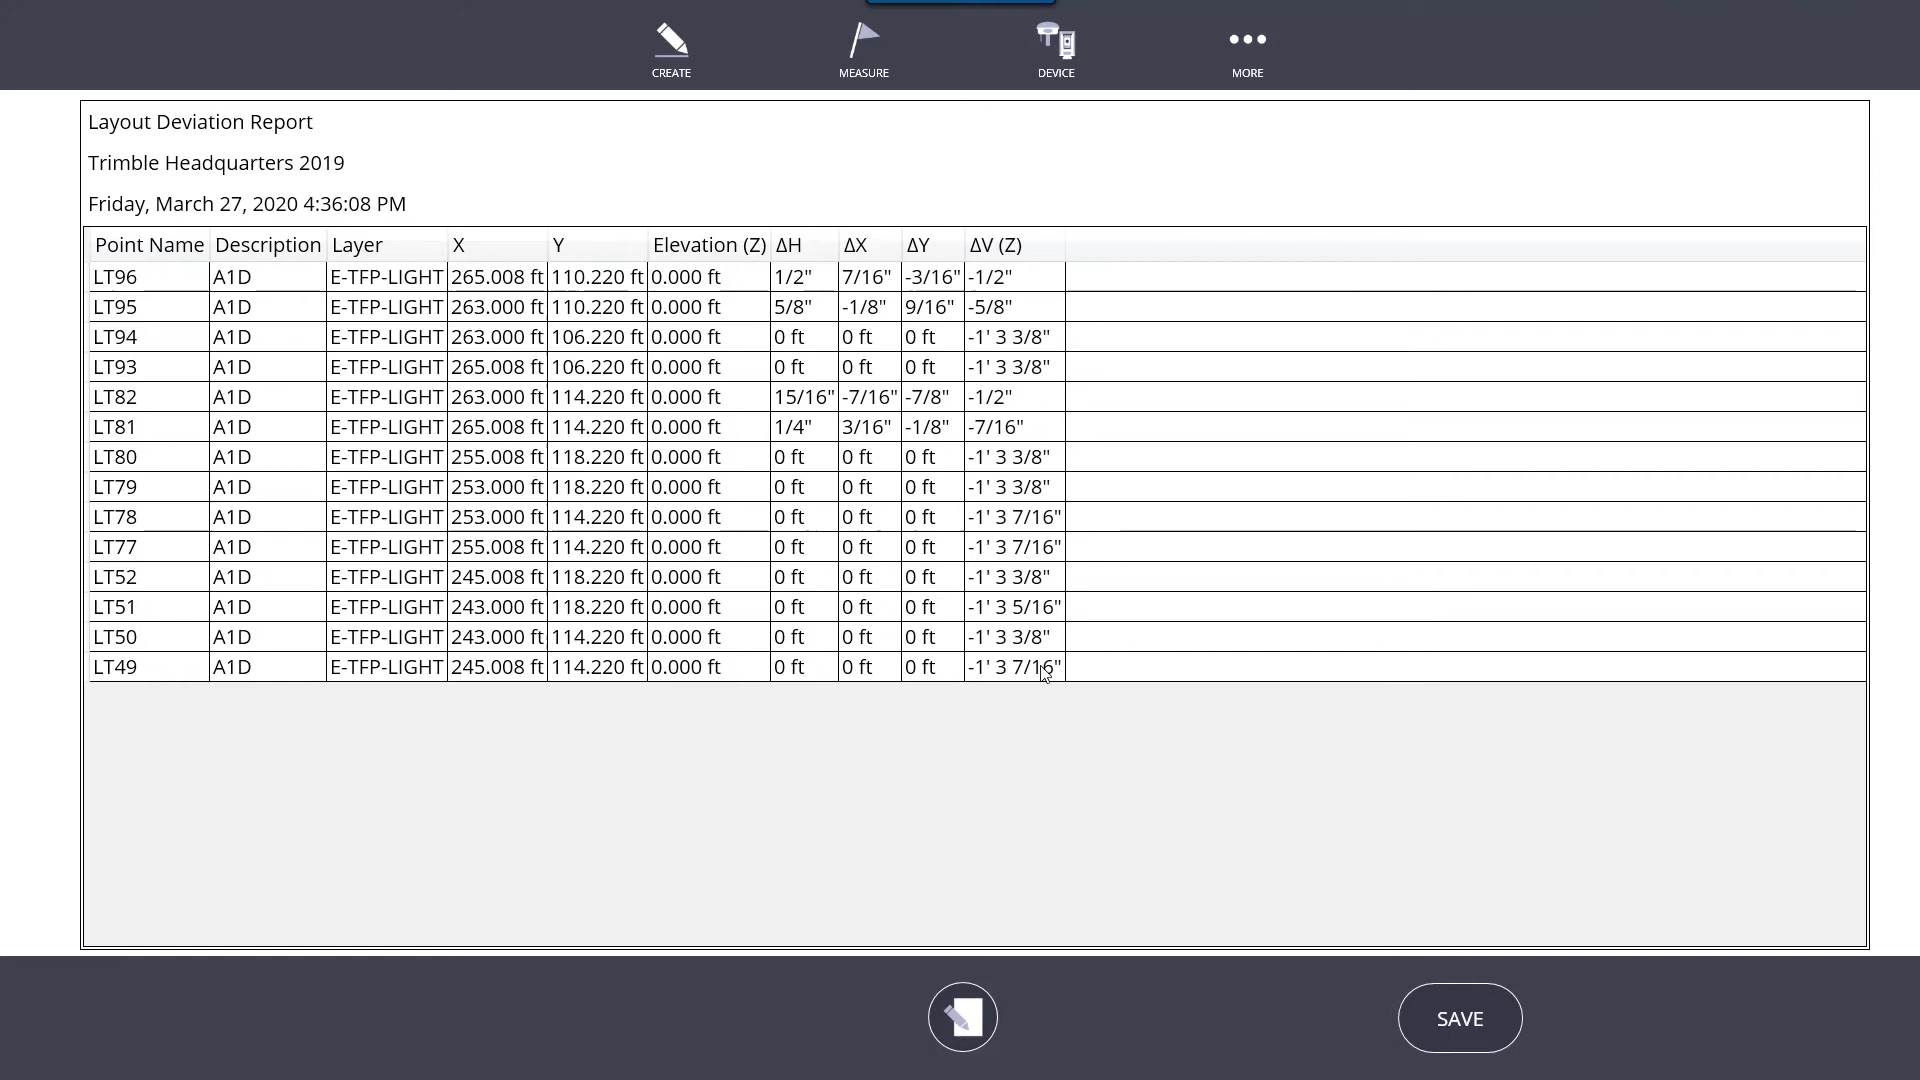 CREATE MEASURE DEVICE MORE
Layout Deviation Report
Trimble Headquarters 2019
Friday, March 27, 2020 4:36:08 PM
Point Name Description Layer X Y Elevation (Z) ΔH ΔX ΔY ΔV (Z)
LT96 A1D E-TFP-LIGHT 265.008 ft 110.220 ft 0.000 ft 1/2" 7/16" -3/16" -1/2"
LT95 A1D E-TFP-LIGHT 263.000 ft 110.220 ft 0.000 ft 5/8" -1/8" 9/16" -5/8"
LT94 A1D E-TFP-LIGHT 263.000 ft 106.220 ft 0.000 ft 0 ft 0 ft 0 ft -1' 3 3/8"
LT93 A1D E-TFP-LIGHT 265.008 ft 106.220 ft 0.000 ft 0 ft 0 ft 0 ft -1' 3 3/8"
LT82 A1D E-TFP-LIGHT 263.000 ft 114.220 ft 0.000 ft 15/16" -7/16" -7/8" -1/2"
LT81 A1D E-TFP-LIGHT 265.008 ft 114.220 ft 0.000 ft 1/4" 3/16" -1/8" -7/16"
LT80 A1D E-TFP-LIGHT 255.008 ft 118.220 ft 0.000 ft 0 ft 0 ft 0 ft -1' 3 3/8"
LT79 A1D E-TFP-LIGHT 253.000 ft 118.220 ft 0.000 ft 0 ft 0 ft 0 ft -1' 3 3/8"
LT78 A1D E-TFP-LIGHT 253.000 ft 114.220 ft 0.000 ft 0 ft 0 ft 0 ft -1' 3 7/16"
LT77 A1D E-TFP-LIGHT 255.008 ft 114.220 ft 0.000 ft 0 ft 0 ft 0 ft -1' 3 7/16"
LT52 A1D E-TFP-LIGHT 245.008 ft 118.220 ft 0.000 ft 0 ft 0 ft 0 ft -1' 3 3/8"
LT51 A1D E-TFP-LIGHT 243.000 ft 118.220 ft 0.000 ft 0 ft 0 ft 0 ft -1' 3 5/16"
LT50 A1D E-TFP-LIGHT 243.000 ft 114.220 ft 0.000 ft 0 ft 0 ft 0 ft -1' 3 3/8"
LT49 A1D E-TFP-LIGHT 245.008 ft 114.220 ft 0.000 ft 0 ft 0 ft 0 ft -1' 3 7/16"
SAVE